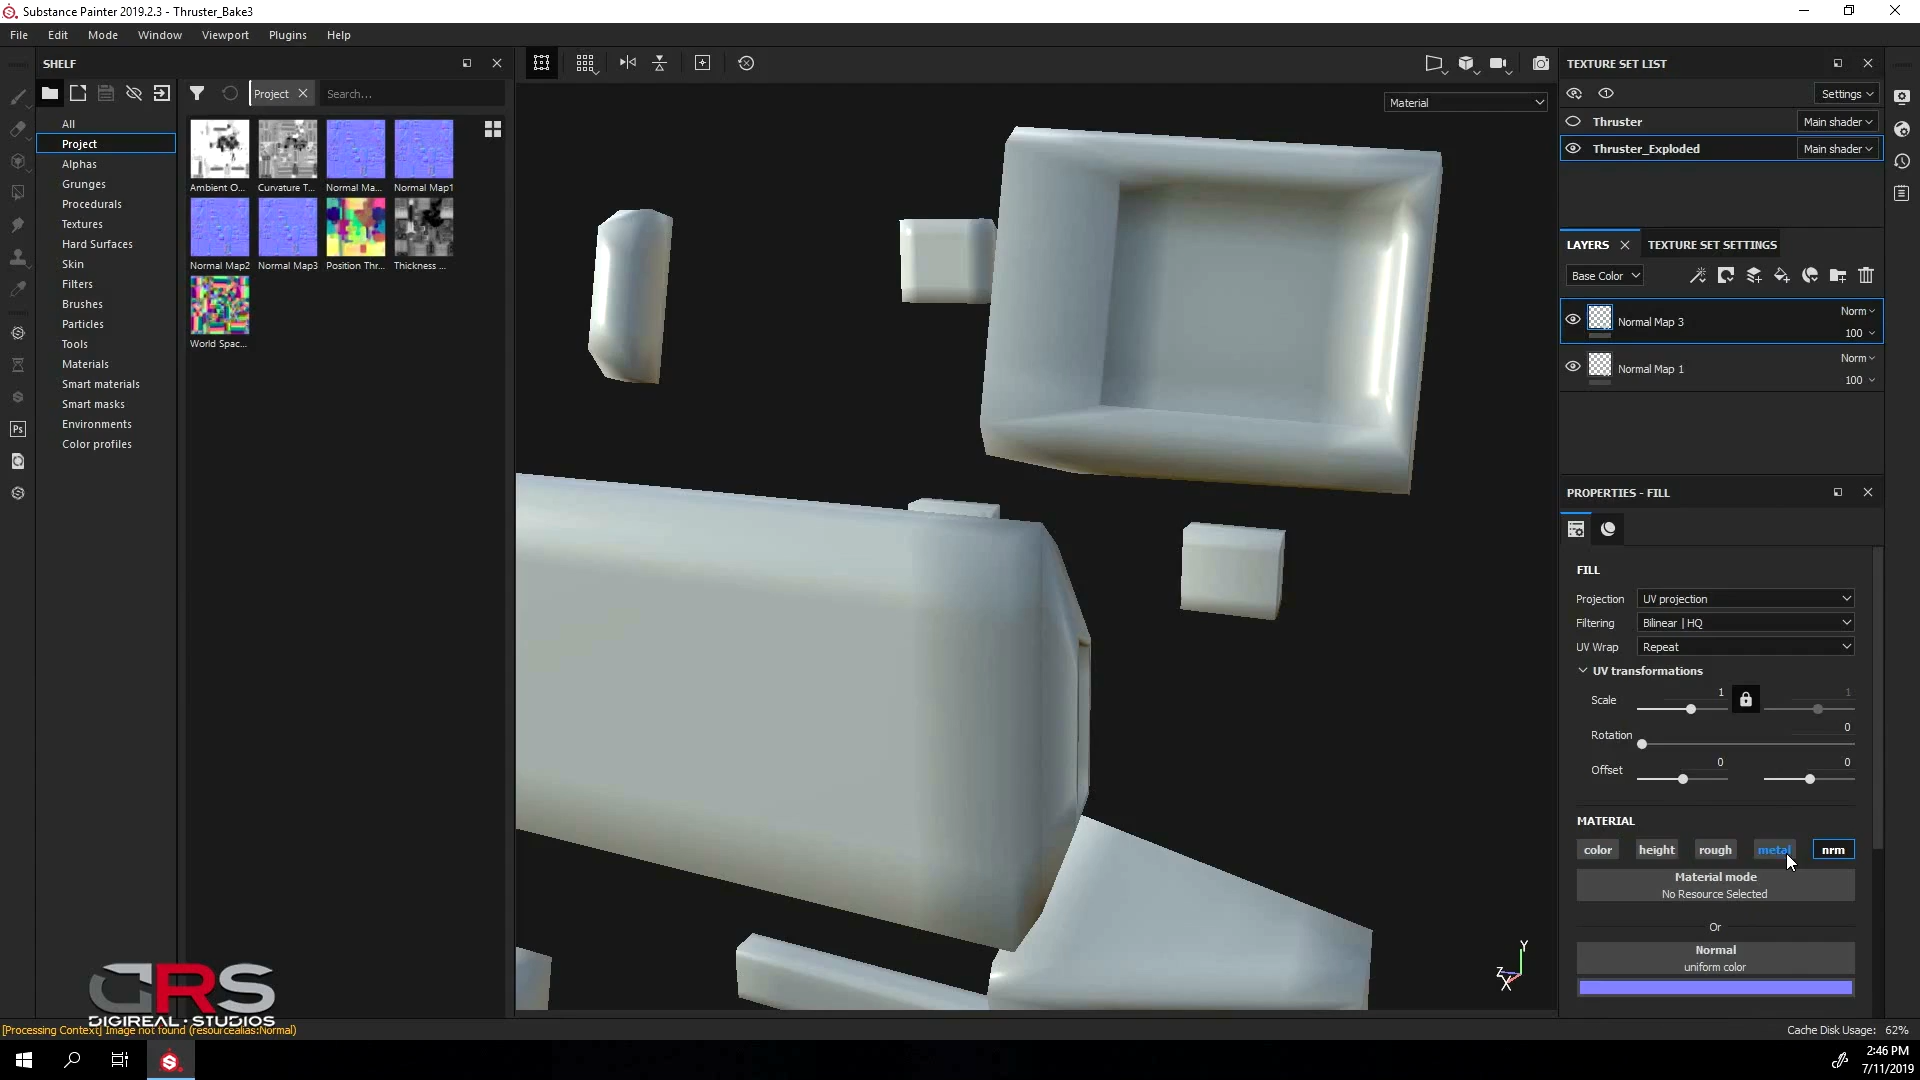 Substance Painter 2019.2.3 - Thruster_Bake3
File Edit Mode Window Viewport Plugins Help
SHELF
Project
Search...
All
Project
Alphas
Grunges
Procedurals
Textures
Hard Surfaces
Skin
Filters
Brushes
Particles
Tools
Materials
Smart materials
Smart masks
Environments
Color profiles
Ambient O... Curvature T... Normal Ma... Normal Map1
Normal Map2 Normal Map3 Position Thr... Thickness ...
World Spac...
Ps
Material
Y
Z
X
TEXTURE SET LIST
Settings
Thruster Main shader
Thruster_Exploded Main shader
LAYERS TEXTURE SET SETTINGS
Base Color
Normal Map 3 Norm
100
Normal Map 1 Norm
100
PROPERTIES - FILL
FILL
Projection UV projection
Filtering Bilinear | HQ
UV Wrap Repeat
UV transformations
Scale 1 1
Rotation 0
Offset 0 0
MATERIAL
color height rough metal nrm
Material mode
No Resource Selected
Or
Normal
uniform color
DRS
DIGIREAL·STUDIOS
[Processing Context] Image not found (resourcealias:Normal)
Cache Disk Usage: 62%
2:46 PM
7/11/2019